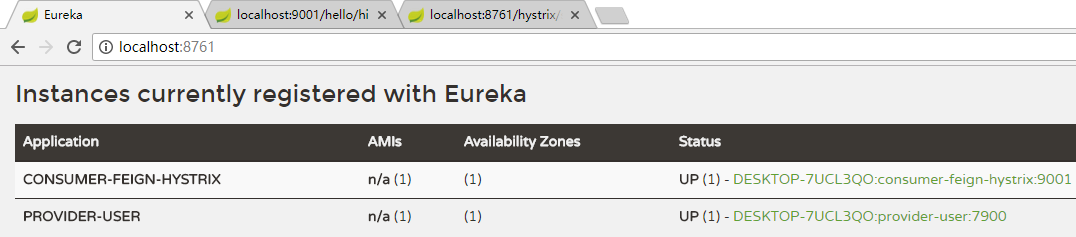 Eureka
localhost:9001/hello/hi
localhost:8761/hystrix/
localhost:8761
Instances currently registered with Eureka
Application AMIs Availability Zones Status
CONSUMER-FEIGN-HYSTRIX n/a (1) (1) UP (1) - DESKTOP-7UCL3QO:consumer-feign-hystrix:9001
PROVIDER-USER n/a (1) (1) UP (1) - DESKTOP-7UCL3QO:provider-user:7900